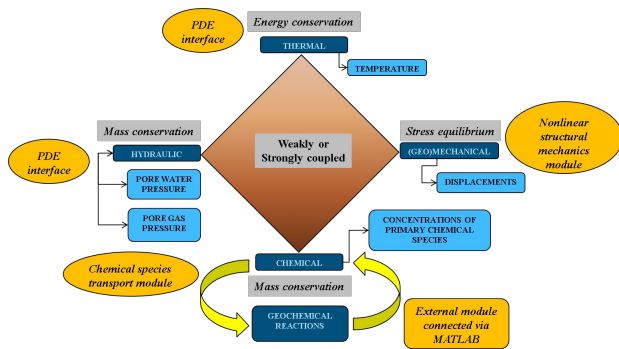 PDE
interface
Energy conservation
THERMAL
TEMPERATURE
Mass conservation
HYDRAULIC
PDE
interface
PORE WATER
PRESSURE
PORE GAS
PRESSURE
Weakly or
Strongly coupled
Stress equilibrium
(GEO)MECHANICAL
DISPLACEMENTS
Nonlinear
structural
mechanics
module
CONCENTRATIONS OF
PRIMARY CHEMICAL
SPECIES
CHEMICAL
Mass conservation
Chemical species
transport module
GEOCHEMICAL
REACTIONS
External module
connected via
MATLAB